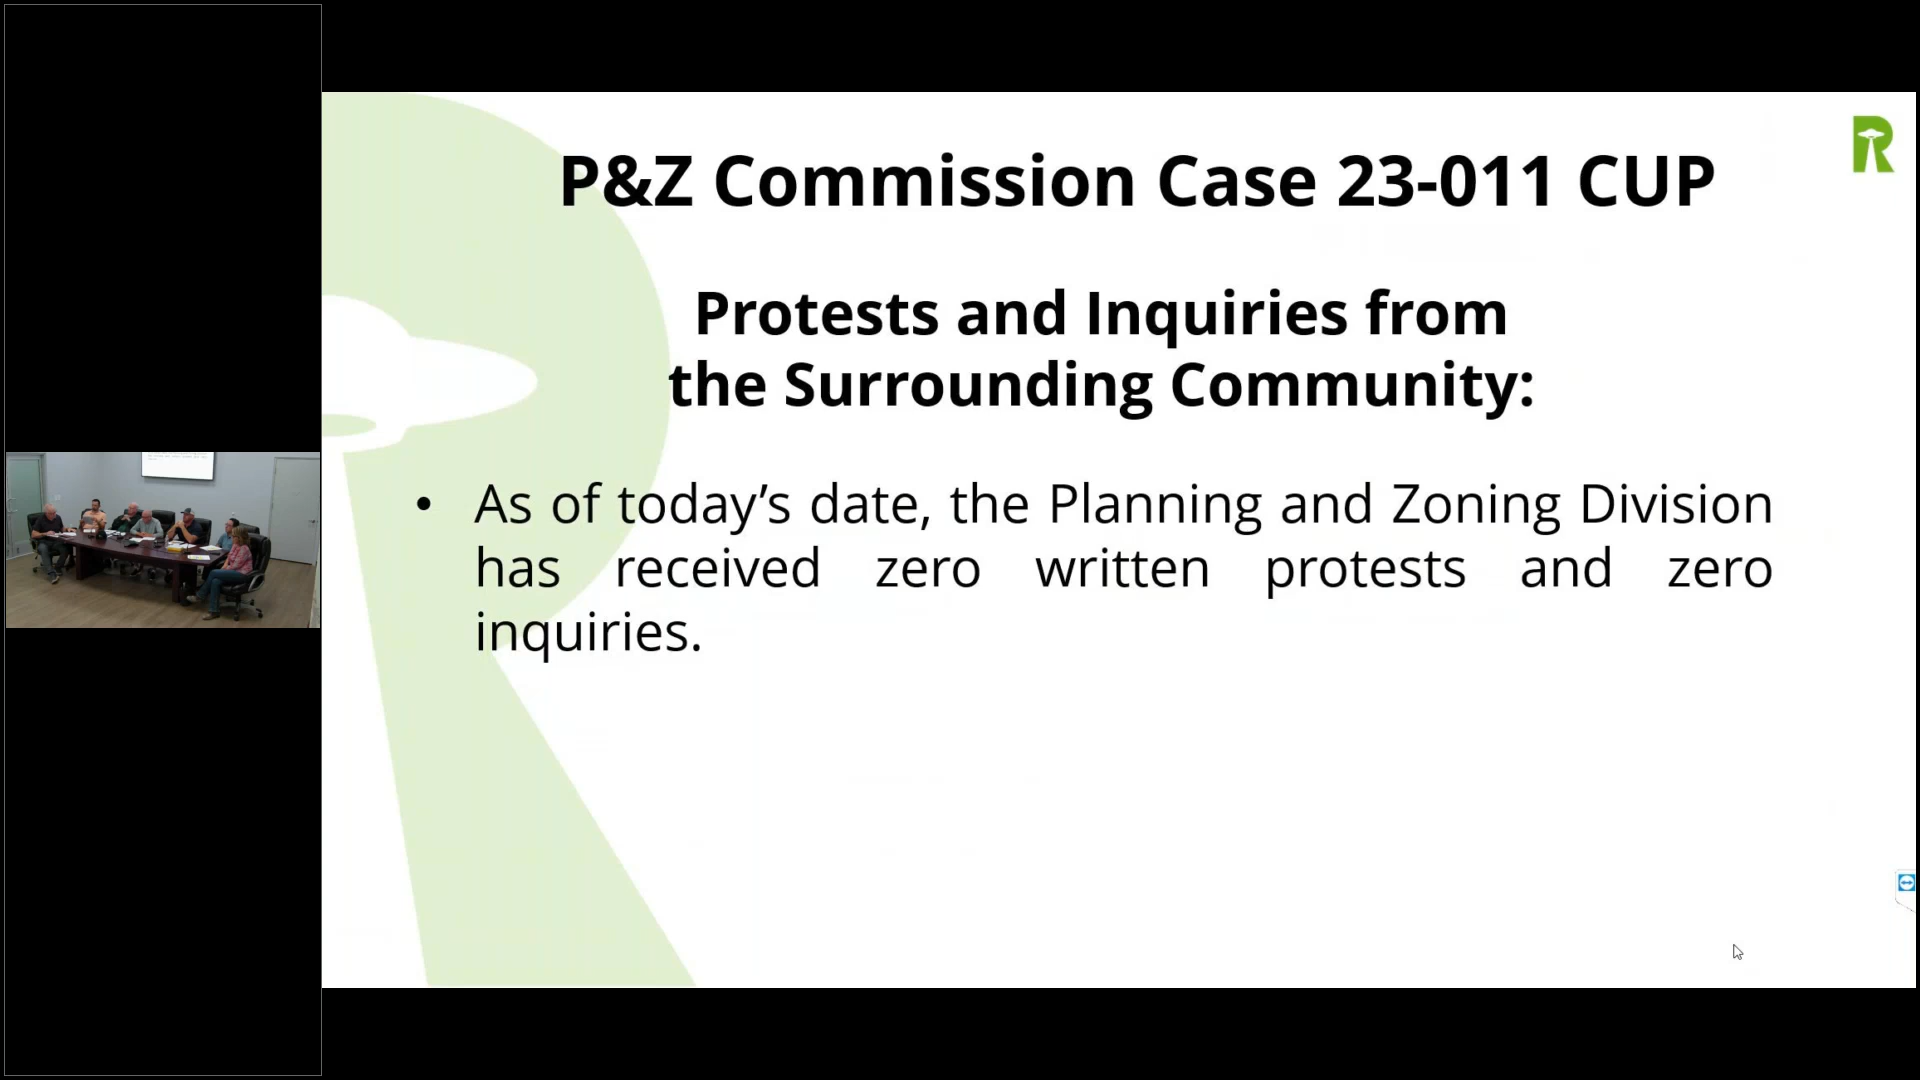 P&Z Commission Case 23-011 CUP
Protests and Inquiries from
the Surrounding Community:
• As of today’s date, the Planning and Zoning Division
has received zero written protests and zero
inquiries.